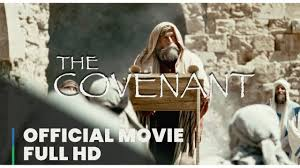 THE
COVENANT
OFFICIAL MOVIE
FULL HD